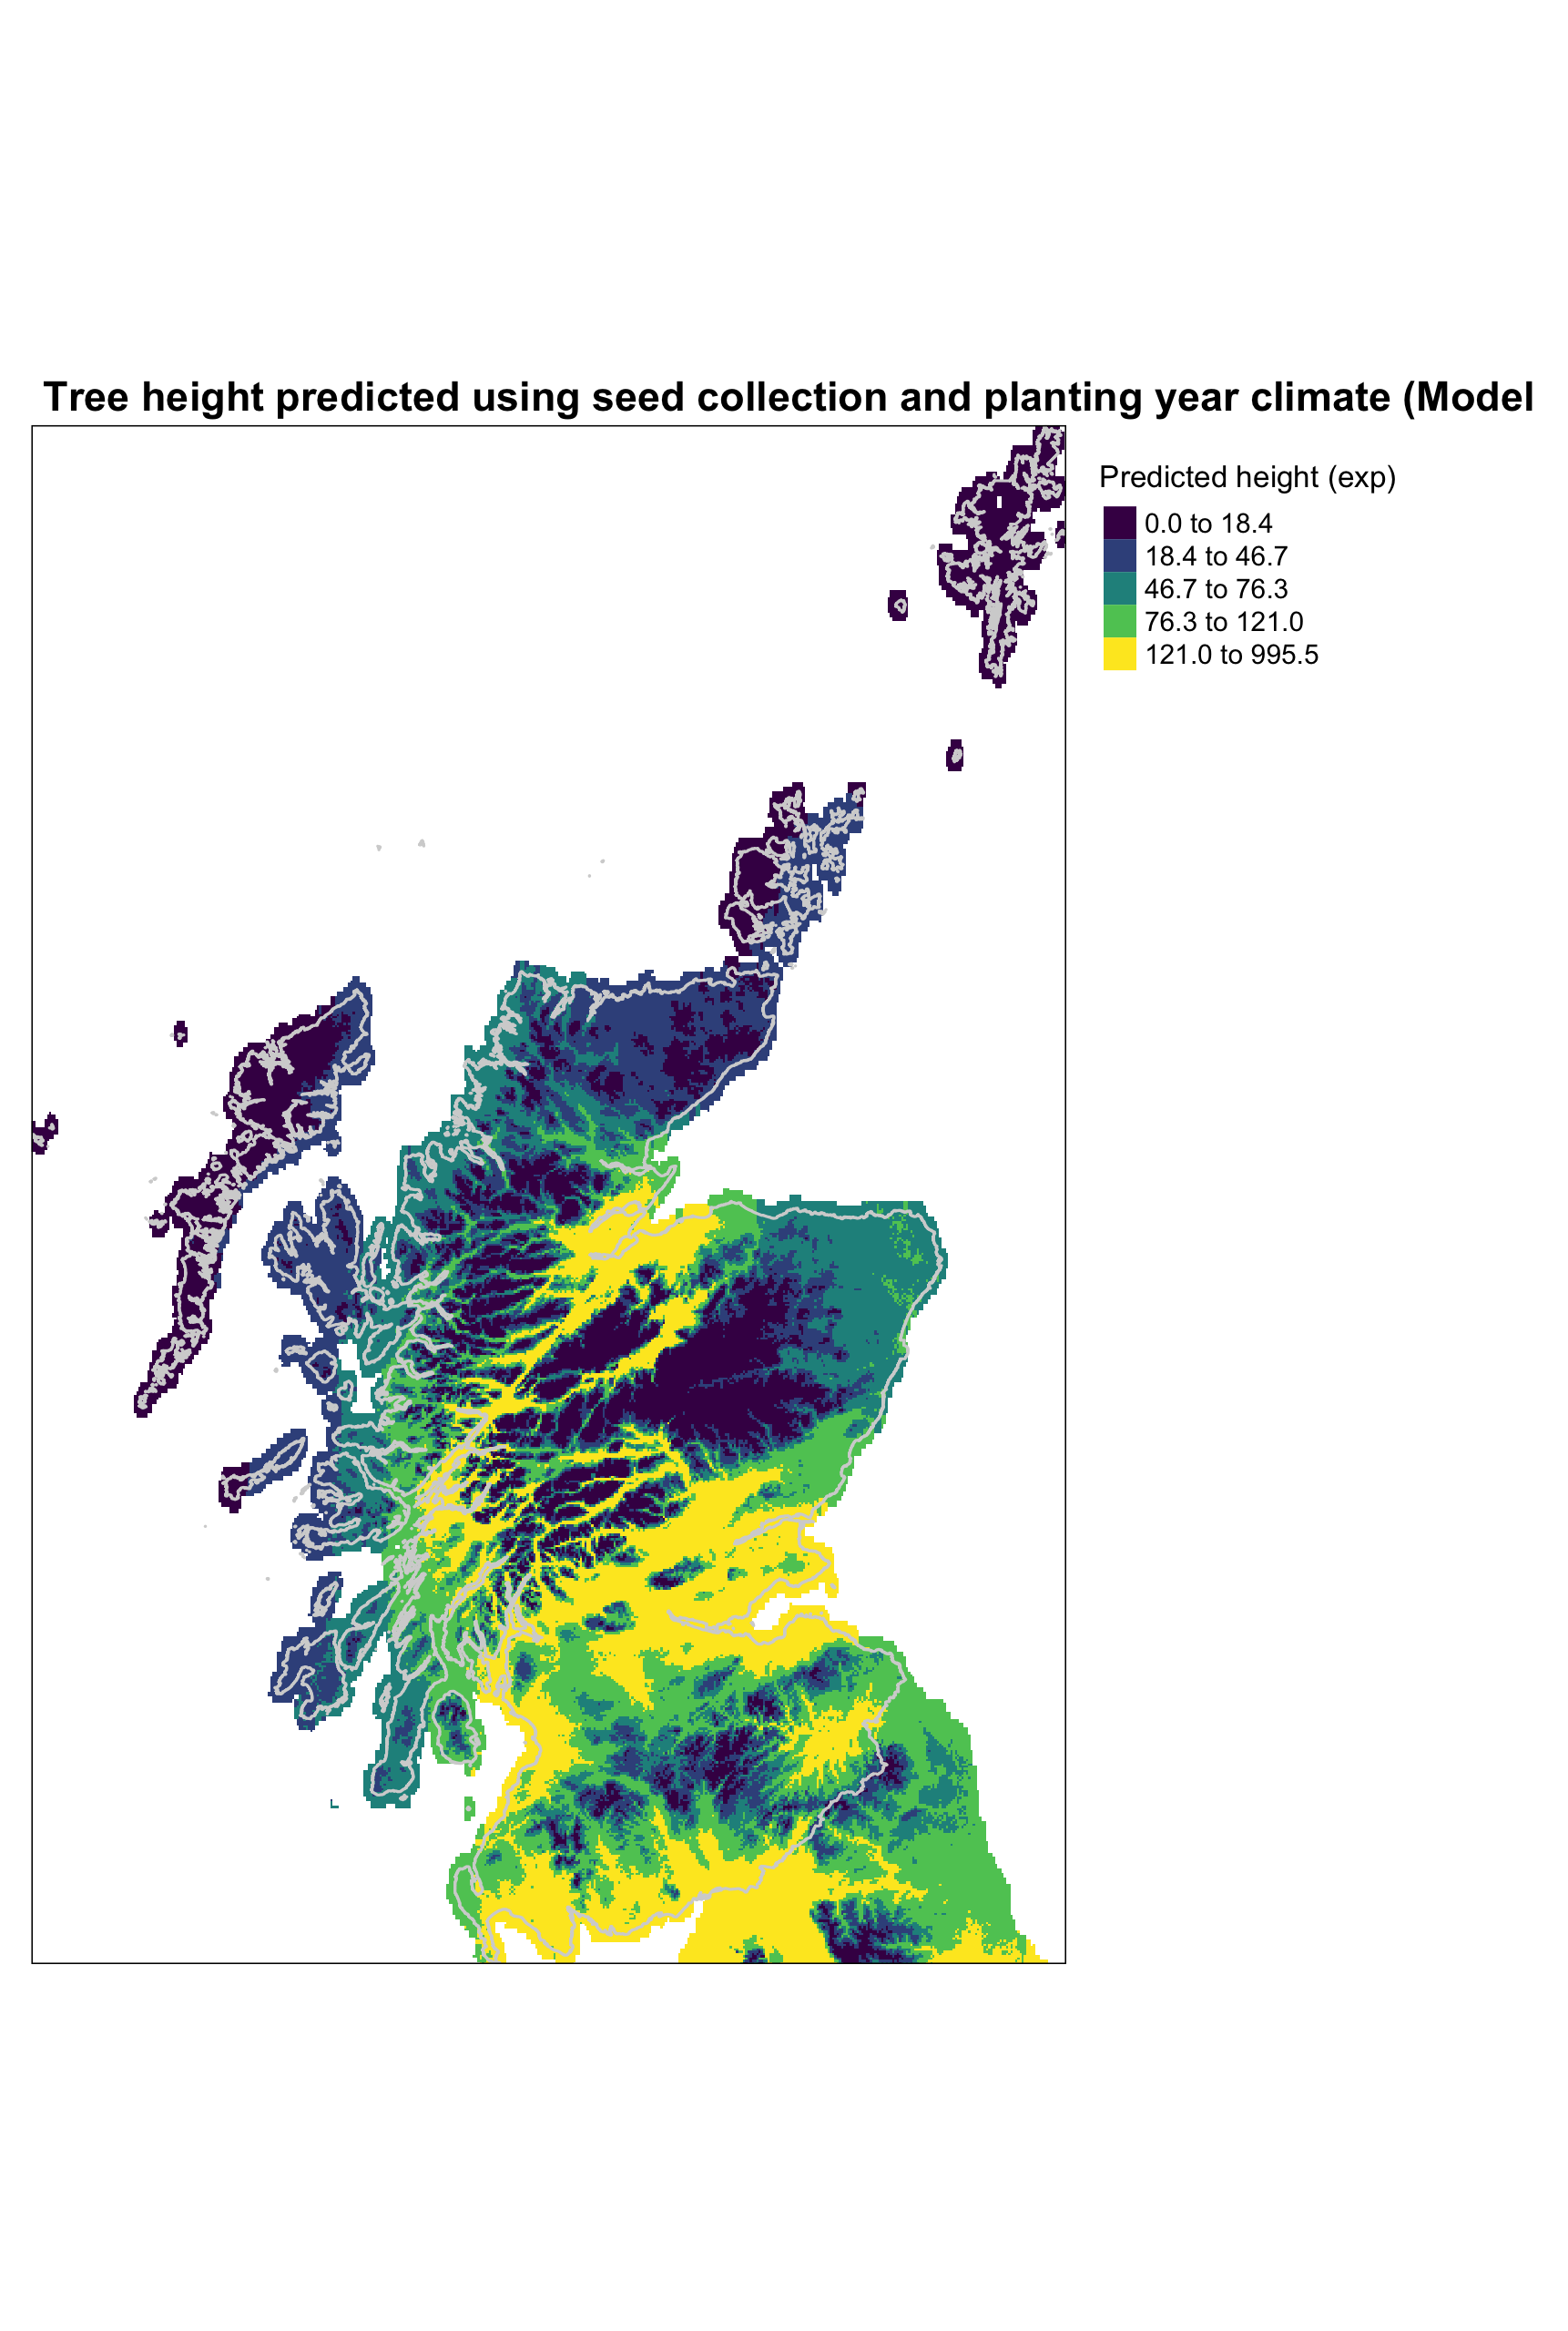 Tree height predicted using seed collection and planting year climate (Model
Predicted height (exp)
0.0 to 18.4
18.4 to 46.7
46.7 to 76.3
76.3 to 121.0
121.0 to 995.5